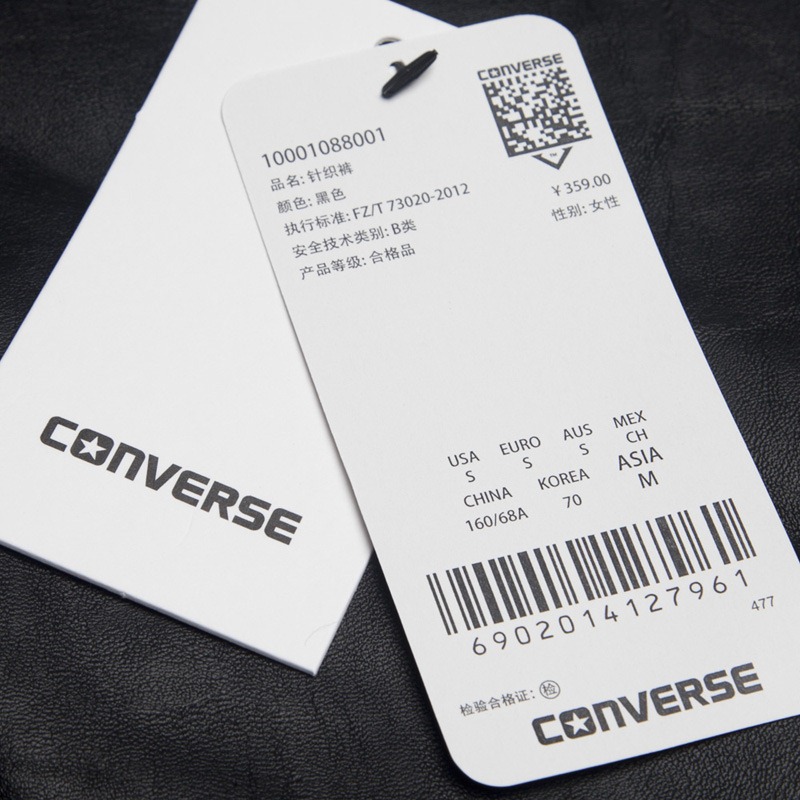 CONVERSE
CONVERSE
10001088001
品名: 针织裤
颜色: 黑色
执行标准: FZ/T 73020-2012
安全技术类别: B类
产品等级: 合格品
¥ 359.00
性别: 女性
USA EURO AUS MEX
S S S CH
CHINA KOREA ASIA
160/68A 70 M
6902014127961
477
检验合格证: 检
CONVERSE